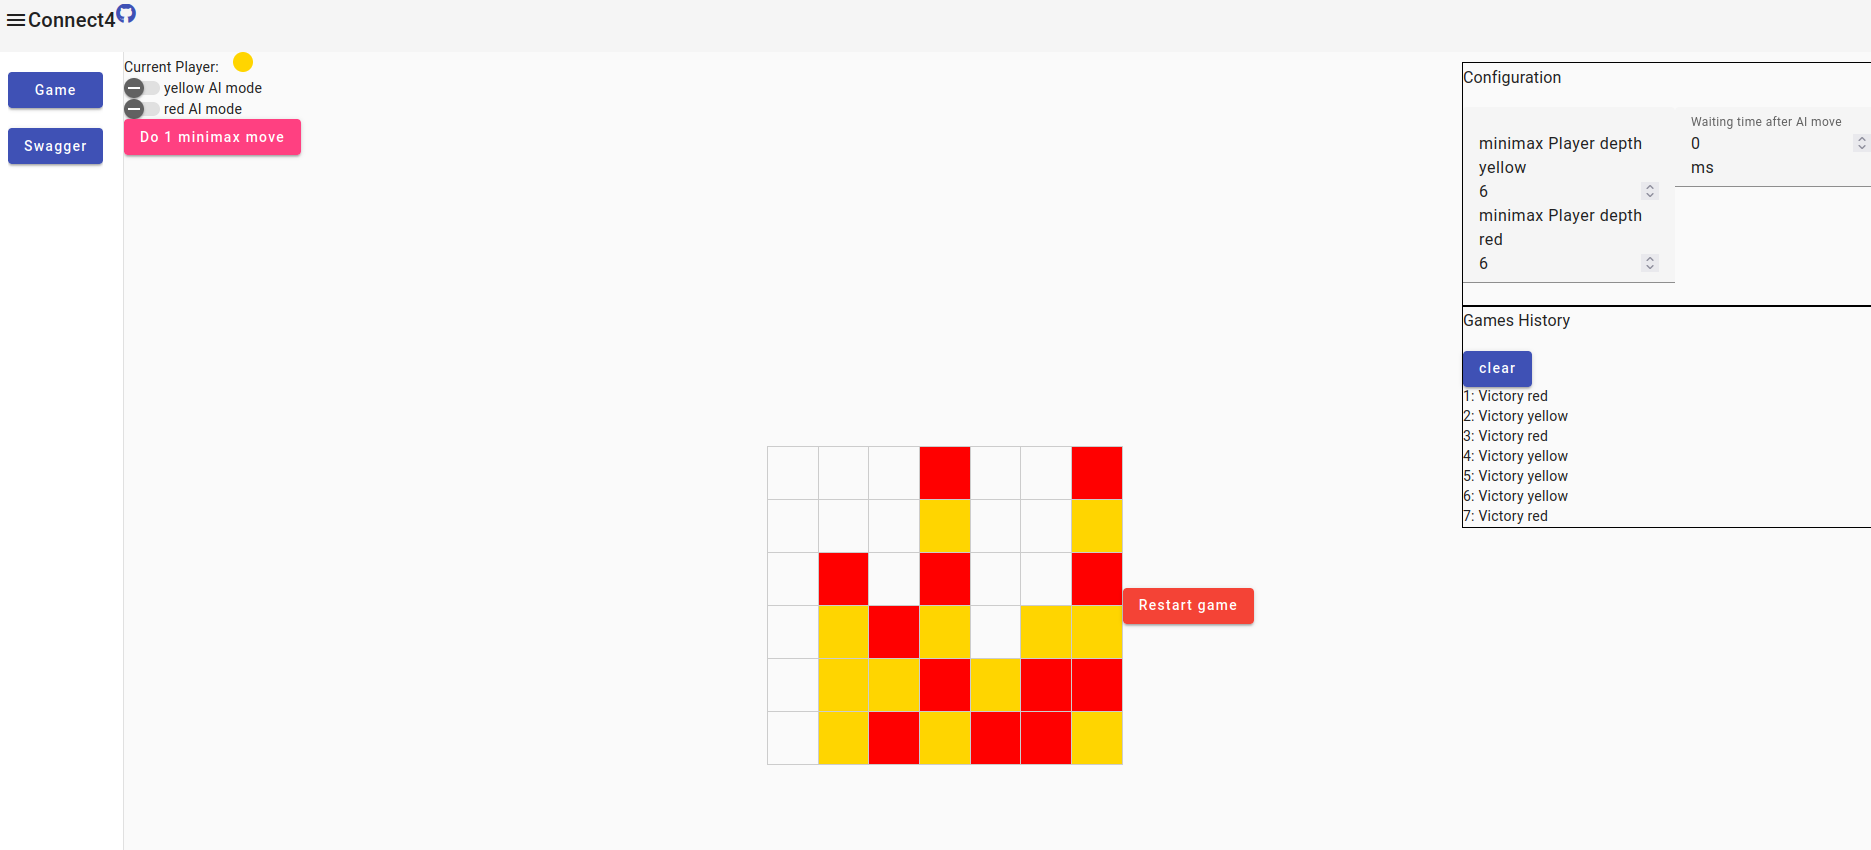 Connect4
Game
Swagger
Current Player:
yellow AI mode
red AI mode
Do 1 minimax move
Restart game
Configuration
minimax Player depth
yellow
6
minimax Player depth
red
6
Waiting time after AI move
0
ms
Games History
clear
1: Victory red
2: Victory yellow
3: Victory red
4: Victory yellow
5: Victory yellow
6: Victory yellow
7: Victory red